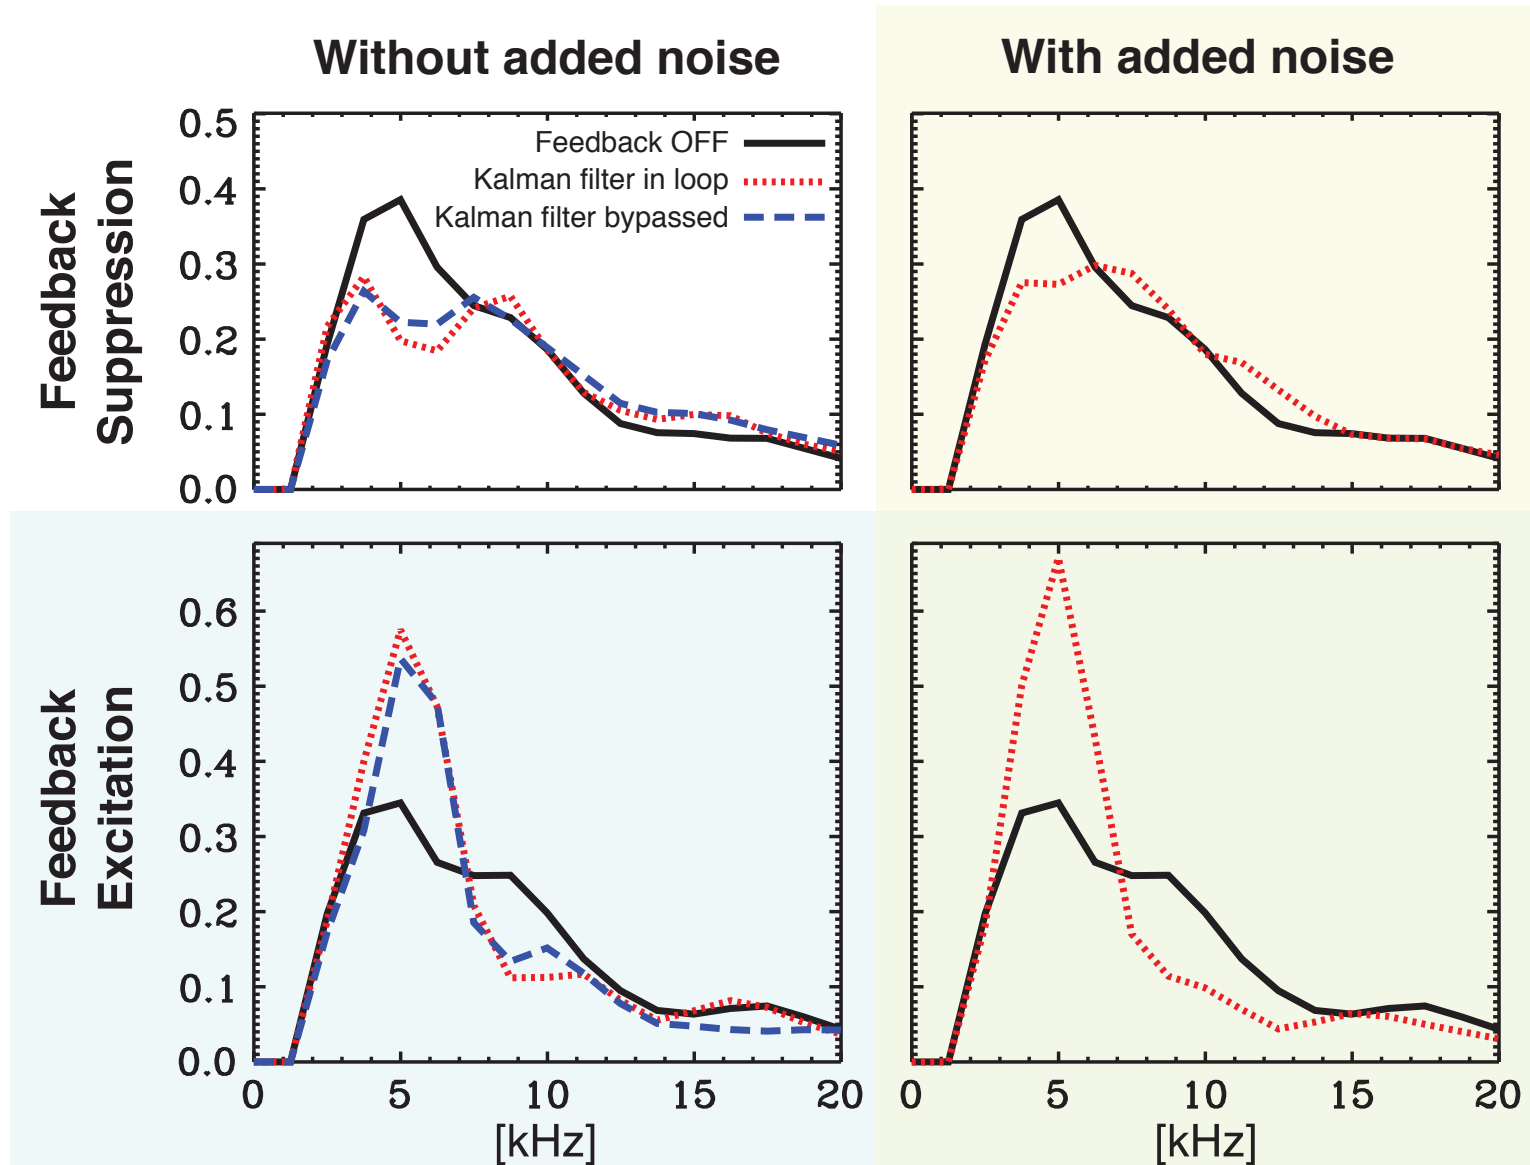 Without added noise
With added noise
Feedback
Suppression
0.5
0.4
0.3
0.2
0.1
0.0
Feedback OFF
Kalman filter in loop
Kalman filter bypassed
Feedback
Excitation
0.6
0.5
0.4
0.3
0.2
0.1
0.0
0 5 10 15 20
[kHz]
0 5 10 15 20
[kHz]